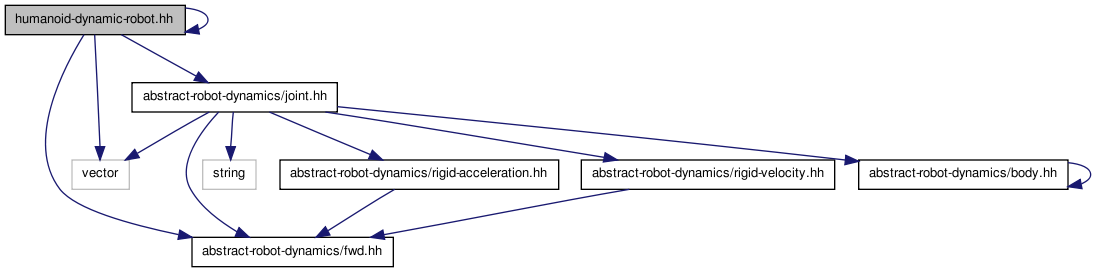 humanoid-dynamic-robot.hh
abstract-robot-dynamics/joint.hh
vector
string
abstract-robot-dynamics/rigid-acceleration.hh
abstract-robot-dynamics/rigid-velocity.hh
abstract-robot-dynamics/body.hh
abstract-robot-dynamics/fwd.hh